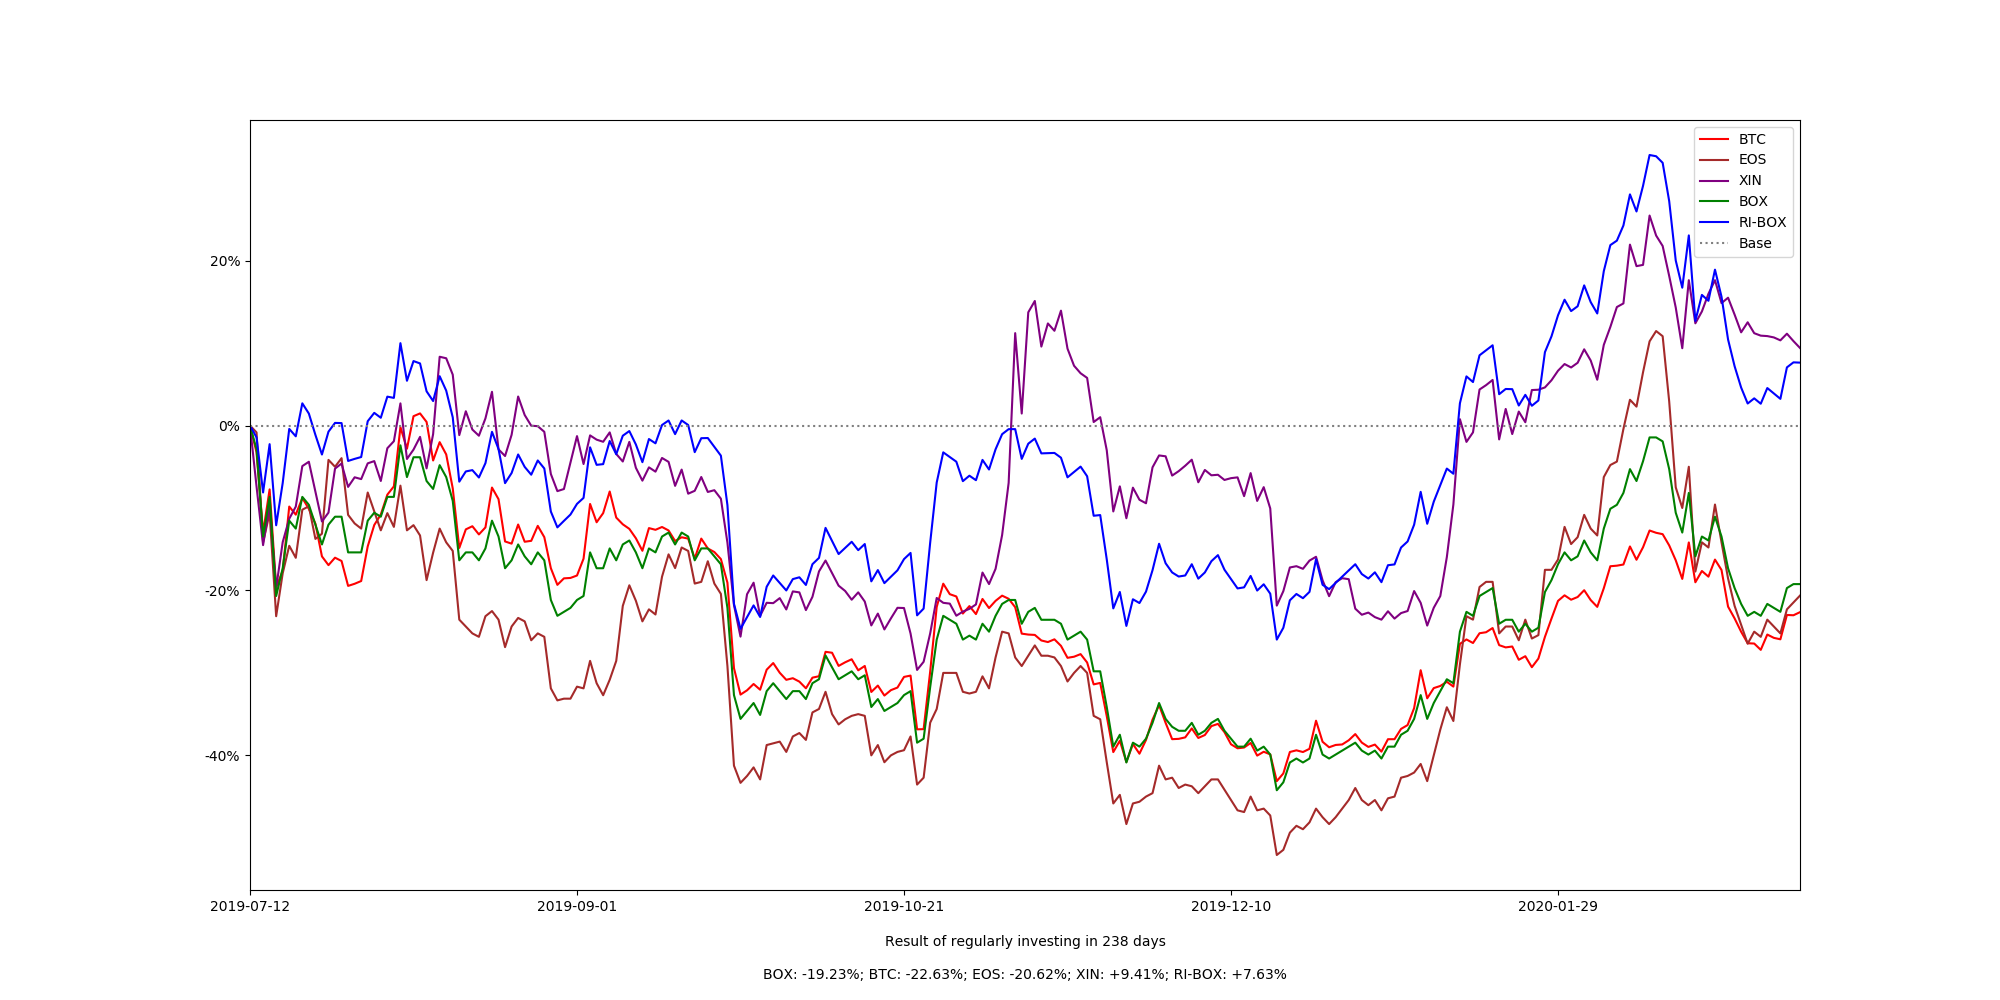 BTC
EOS
XIN
BOX
RI-BOX
Base
20%
0%
-20%
-40%
2019-07-12 2019-09-01 2019-10-21 2019-12-10 2020-01-29
Result of regularly investing in 238 days
BOX: -19.23%; BTC: -22.63%; EOS: -20.62%; XIN: +9.41%; RI-BOX: +7.63%